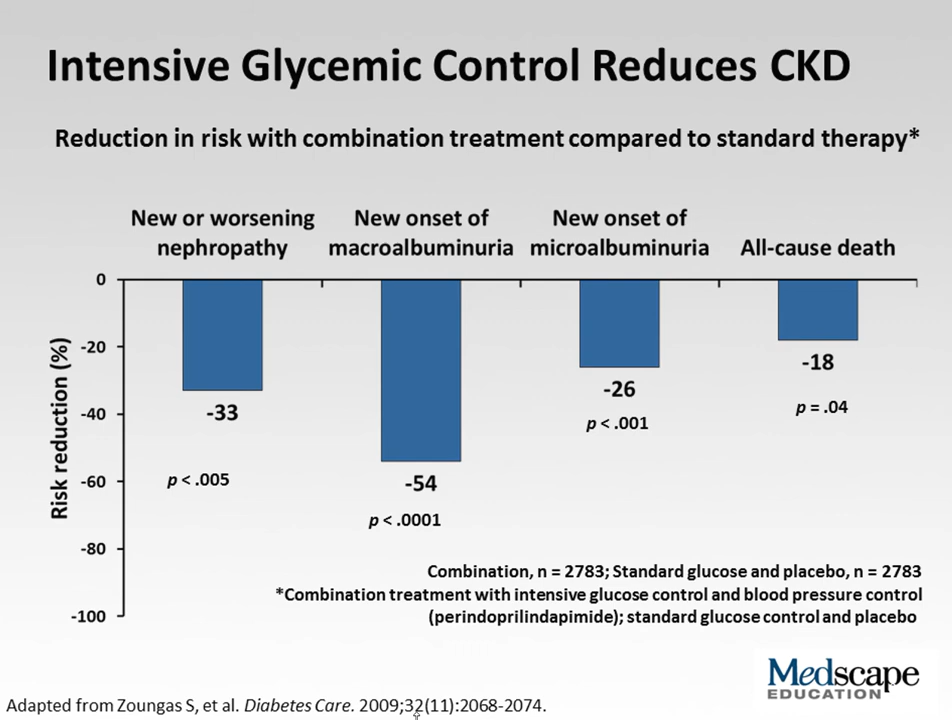 Intensive Glycemic Control Reduces CKD
Reduction in risk with combination treatment compared to standard therapy*
New or worsening
nephropathy
New onset of
macroalbuminuria
New onset of
microalbuminuria
All-cause death
Risk reduction (%)
0
-20
-40
-60
-80
-100
-33
p < .005
-54
p < .0001
-26
p < .001
-18
p = .04
Combination, n = 2783; Standard glucose and placebo, n = 2783
*Combination treatment with intensive glucose control and blood pressure control
(perindoprilindapimide); standard glucose control and placebo
Medscape
EDUCATION
Adapted from Zoungas S, et al. Diabetes Care. 2009;32(11):2068-2074.